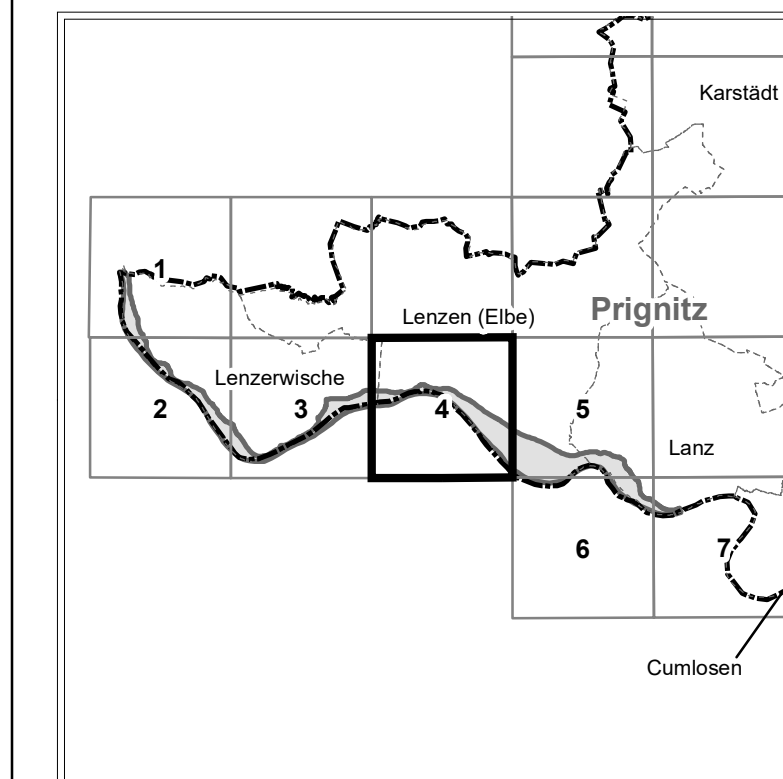 Karstädt
1
Prignitz
Lenzen (Elbe)
Lenzerwische
2
3
4
5
Lanz
6
7
Cumlosen